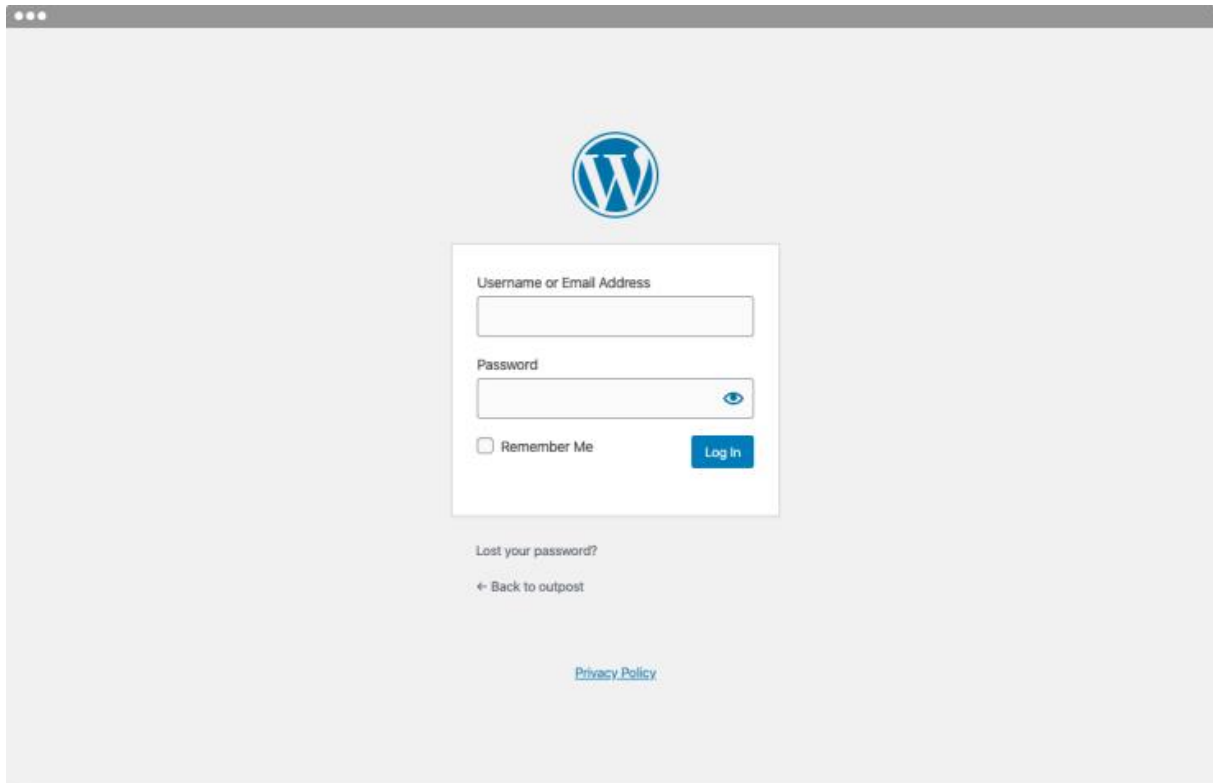 Username or Email Address
Password
Remember Me
Log In
Lost your password?
← Back to outpost
Privacy Policy